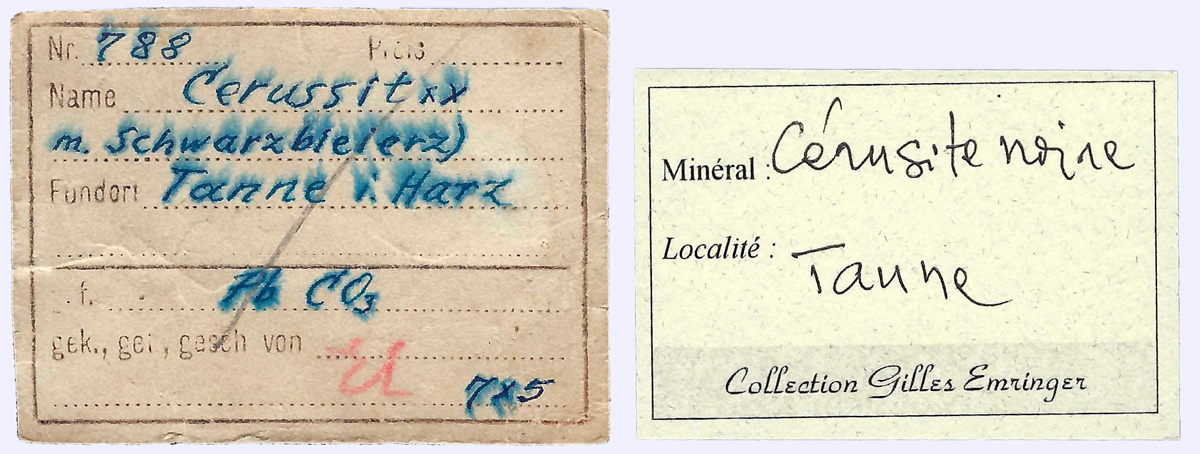 Nr. 788 Preis
Name Cerussit xx
m. Schwarzbleierz)
Fundort Tanne i. Harz
f.
Pb CO3
gek., get., gesch von
785
Minéral : Cérusite noire
Localité : Tanne
Collection Gilles Emringer